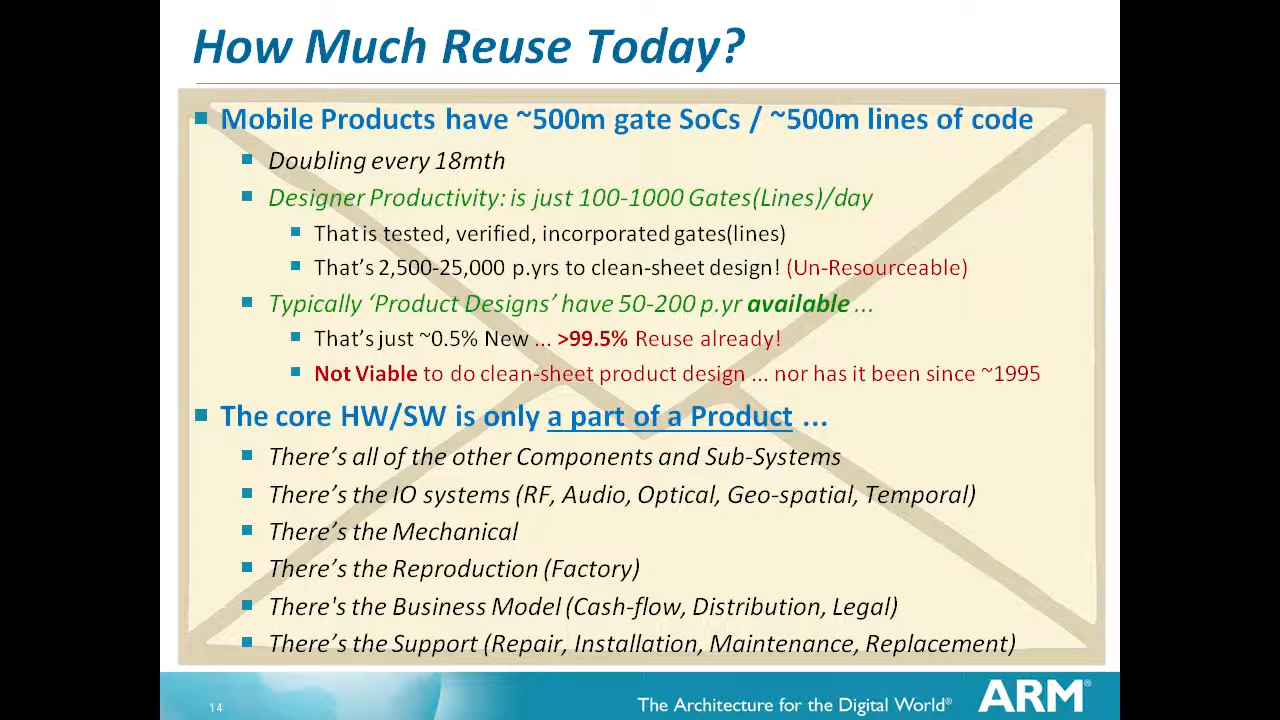 How Much Reuse Today?
Mobile Products have ~500m gate SoCs / ~500m lines of code
Doubling every 18mth
Designer Productivity: is just 100-1000 Gates(Lines)/day
That is tested, verified, incorporated gates(lines)
That’s 2,500-25,000 p.yrs to clean-sheet design! (Un-Resourceable)
Typically ‘Product Designs’ have 50-200 p.yr available ...
That’s just ~0.5% New ... >99.5% Reuse already!
Not Viable to do clean-sheet product design ... nor has it been since ~1995
The core HW/SW is only a part of a Product ...
There’s all of the other Components and Sub-Systems
There’s the IO systems (RF, Audio, Optical, Geo-spatial, Temporal)
There’s the Mechanical
There’s the Reproduction (Factory)
There's the Business Model (Cash-flow, Distribution, Legal)
There’s the Support (Repair, Installation, Maintenance, Replacement)
14
The Architecture for the Digital World®
ARM®